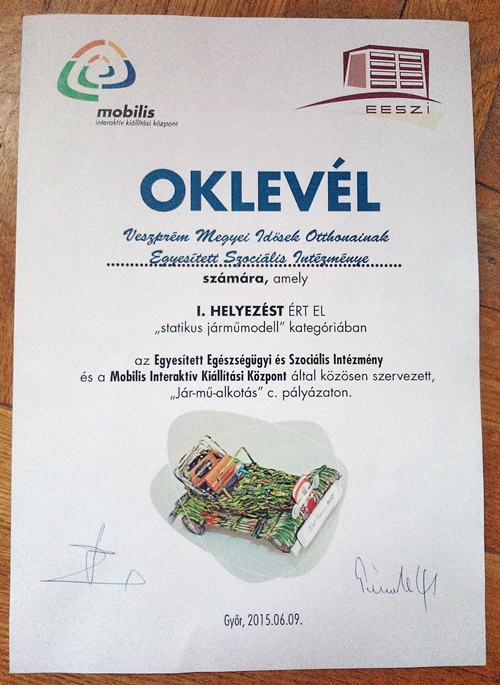 mobilis
interaktív kiállítási központ
EESZI
OKLEVÉL
Veszprém Megyei Idősek Otthonainak
Egyesített Szociális Intézménye
számára, amely
I. HELYEZÉST ÉRT EL
„statikus járműmodell” kategóriában
az Egyesített Egészségügyi és Szociális Intézmény
és a Mobilis Interaktív Kiállítási Központ által közösen szervezett,
„Jár-mű-alkotás” c. pályázaton.
Győr, 2015.06.09.